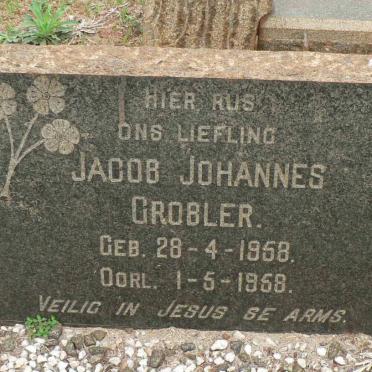 HIER RUS
ONS LIEFLING
JACOB JOHANNES
GROBLER.
GEB. 28-4-1958.
OORL. 1-5-1958.
VEILIG IN JESUS SE ARMS.